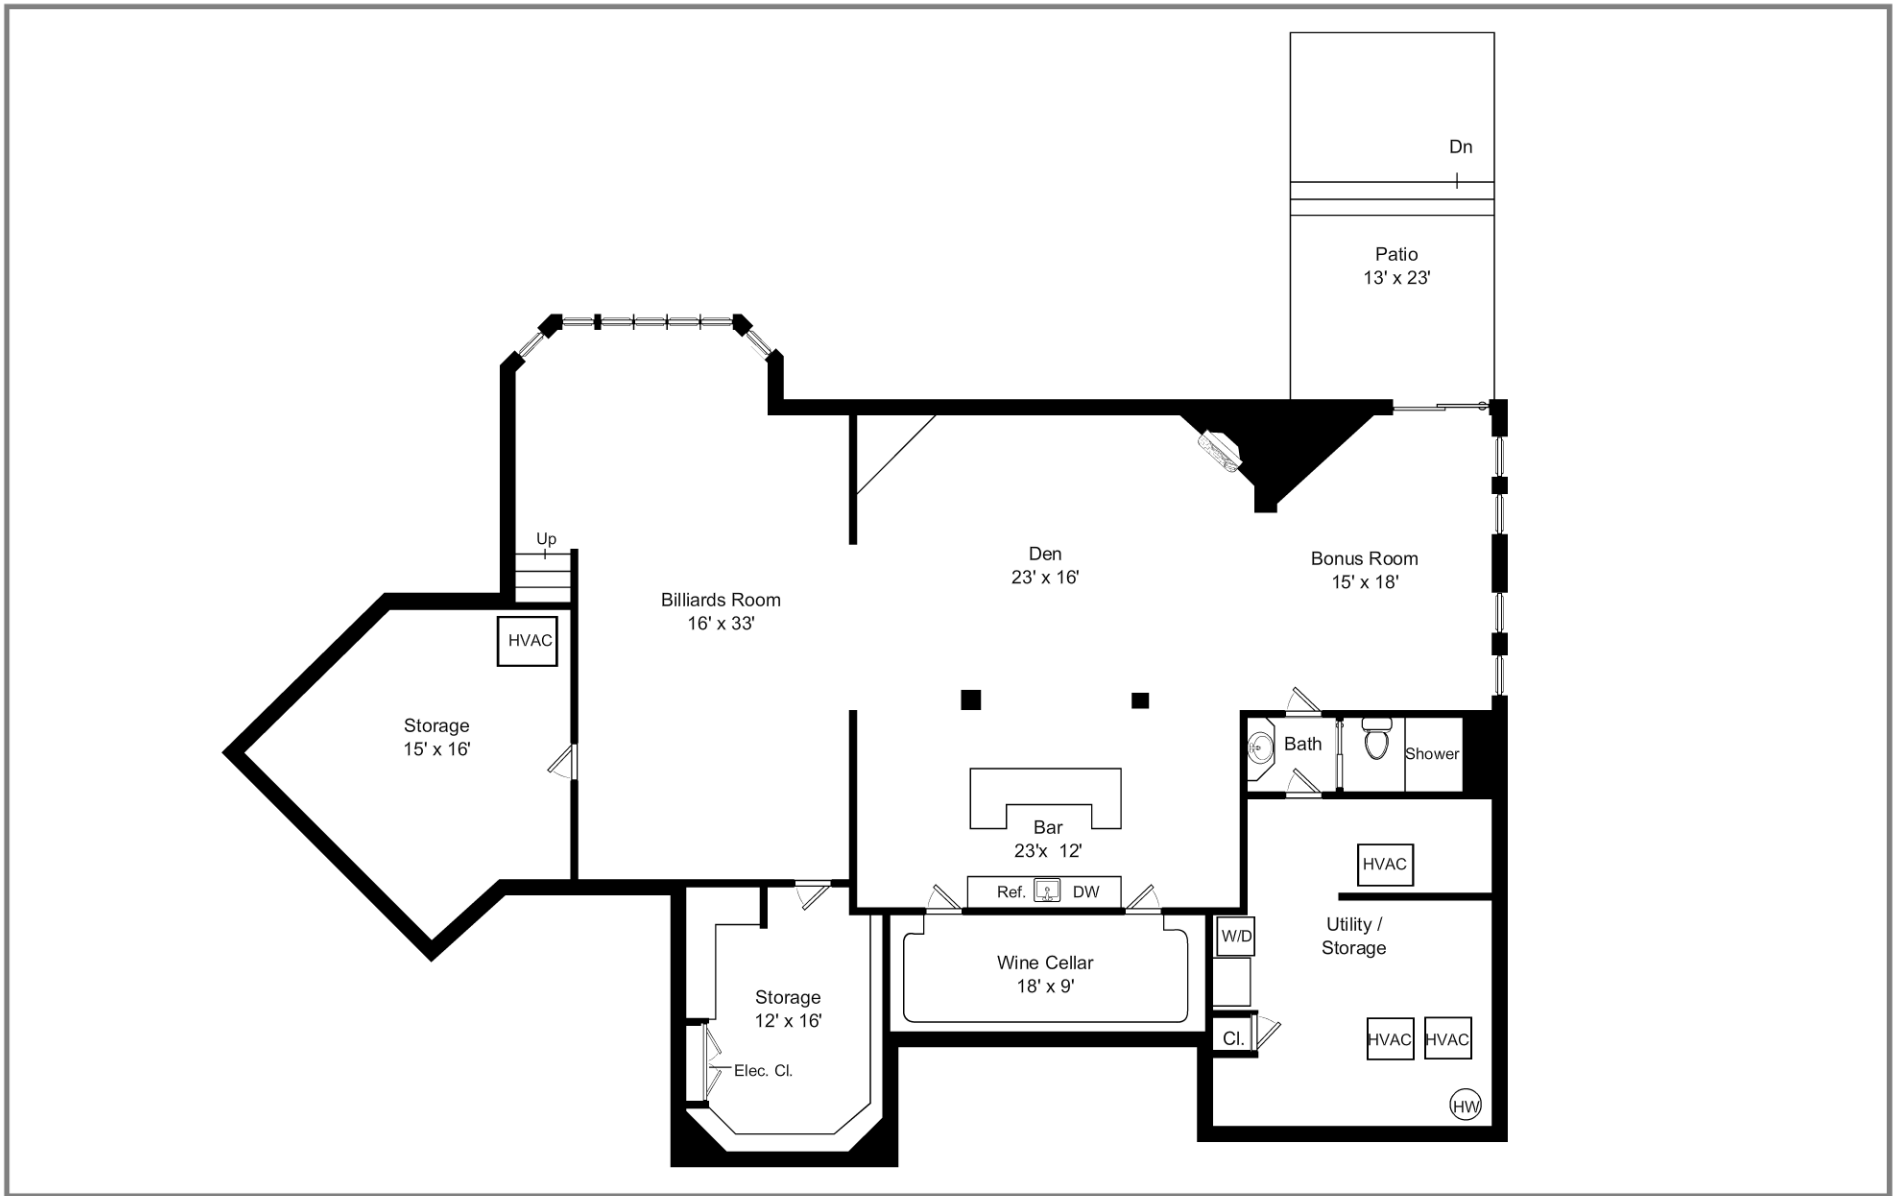 Dn
Patio
13' x 23'
Up
Den
23' x 16'
Bonus Room
15' x 18'
Billiards Room
16' x 33'
HVAC
Storage
15' x 16'
Bath
Shower
Bar
23'x 12'
HVAC
Ref.
DW
Utility /
Storage
W/D
Wine Cellar
18' x 9'
Storage
12' x 16'
Cl.
HVAC
HVAC
Elec. Cl.
HW